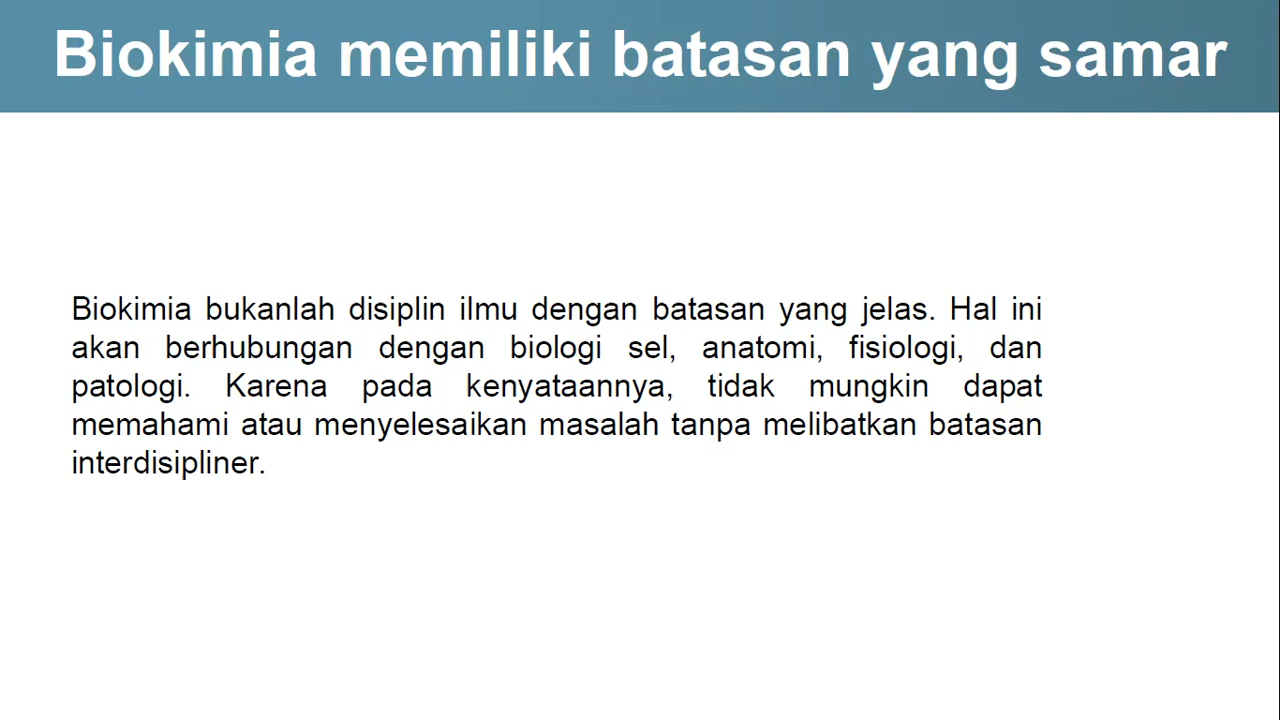 Biokimia memiliki batasan yang samar
Biokimia bukanlah disiplin ilmu dengan batasan yang jelas. Hal ini
akan berhubungan dengan biologi sel, anatomi, fisiologi, dan
patologi. Karena pada kenyataannya, tidak mungkin dapat
memahami atau menyelesaikan masalah tanpa melibatkan batasan
interdisipliner.